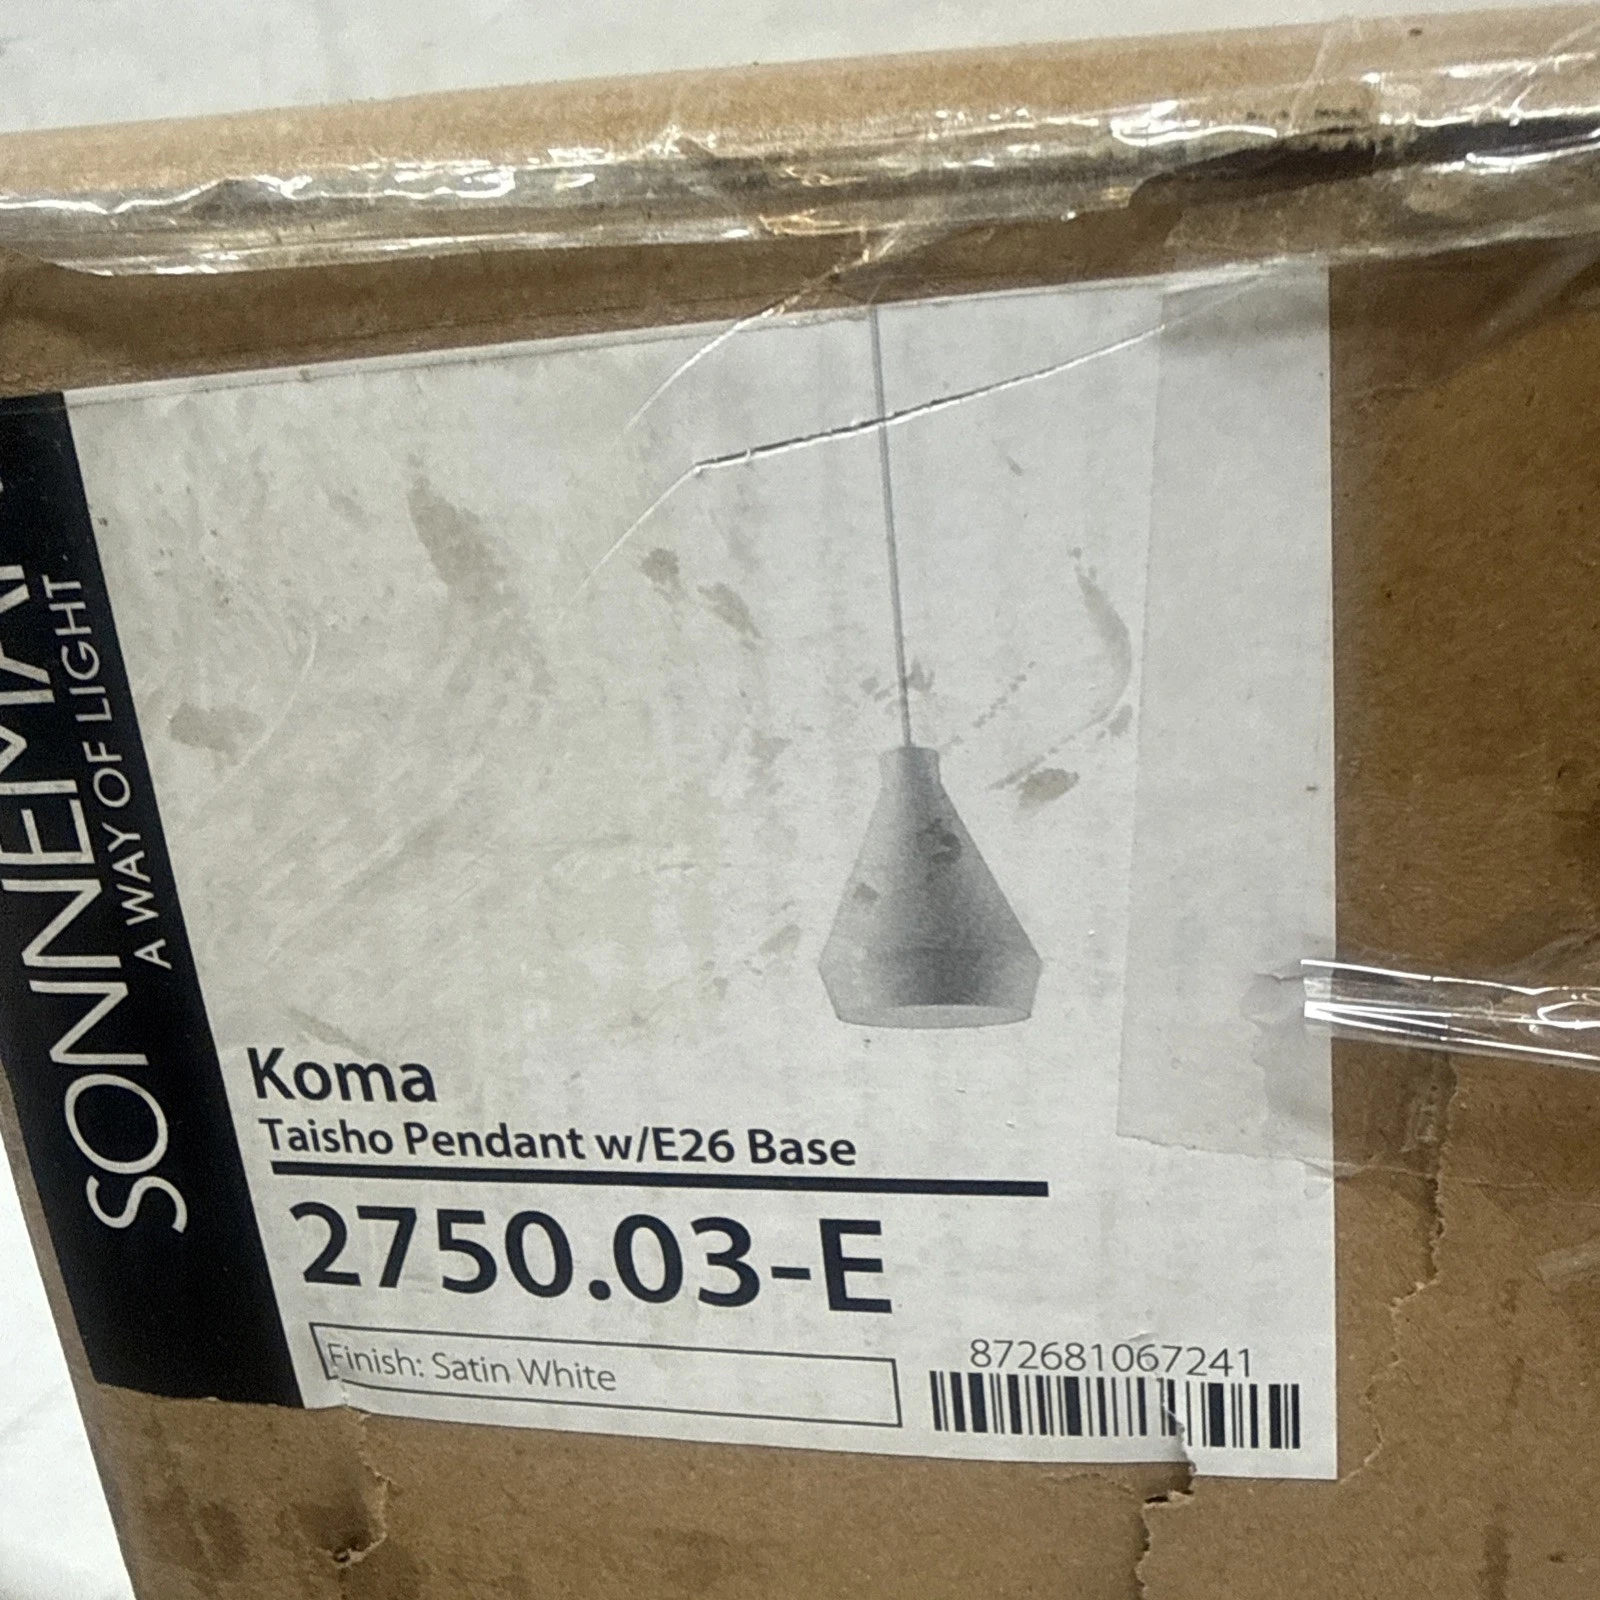 SONNEMAN
A WAY OF LIGHT
Koma
Taisho Pendant w/E26 Base
2750.03-E
Finish: Satin White
872681067241